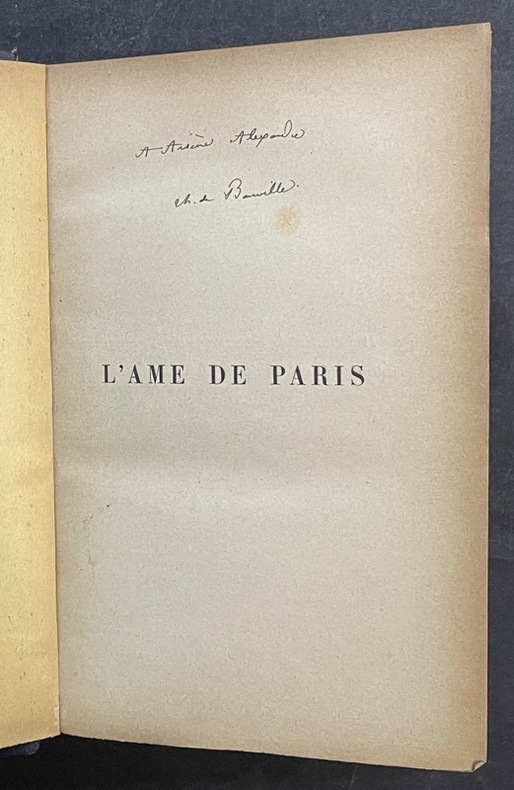 A Arsène Alexandre
Th. de Banville.
L'AME DE PARIS